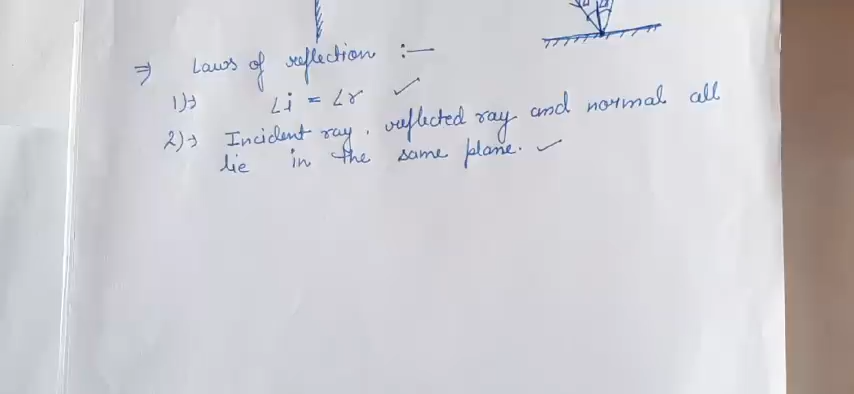 ⇒ Laws of reflection :—
1)→ ∠i = ∠r ✓
2)→ Incident ray, reflected ray and normal all
lie in the same plane. ✓